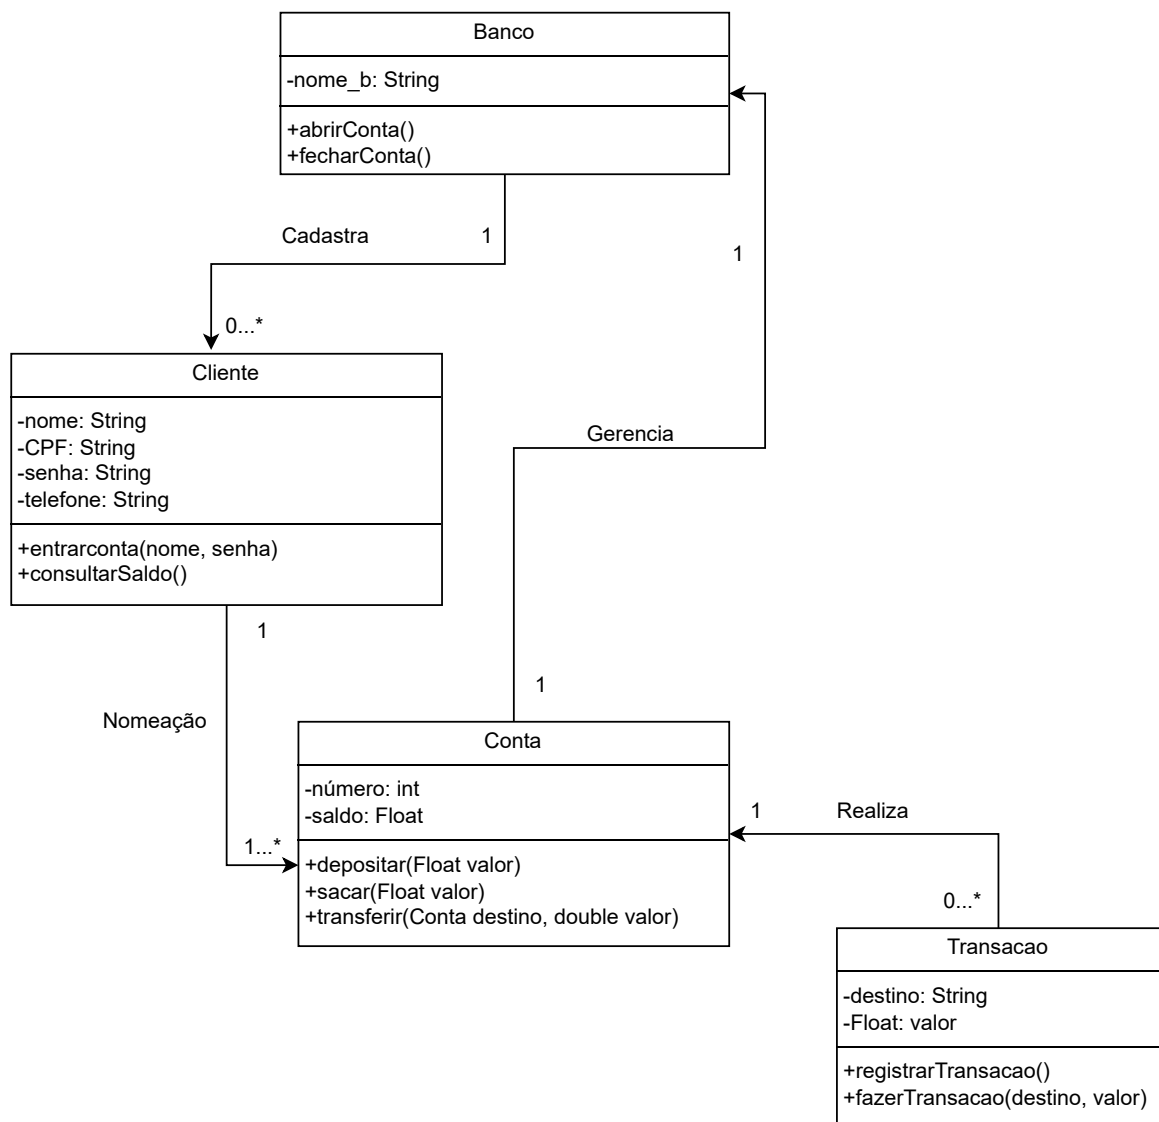 Banco
-nome_b: String
+abrirConta()
+fecharConta()
Cadastra
1
1
0...*
Cliente
-nome: String
-CPF: String
-senha: String
-telefone: String
+entrarconta(nome, senha)
+consultarSaldo()
Gerencia
1
1
Nomeação
Conta
-número: int
-saldo: Float
+depositar(Float valor)
+sacar(Float valor)
+transferir(Conta destino, double valor)
1...*
1
Realiza
0...*
Transacao
-destino: String
-Float: valor
+registrarTransacao()
+fazerTransacao(destino, valor)